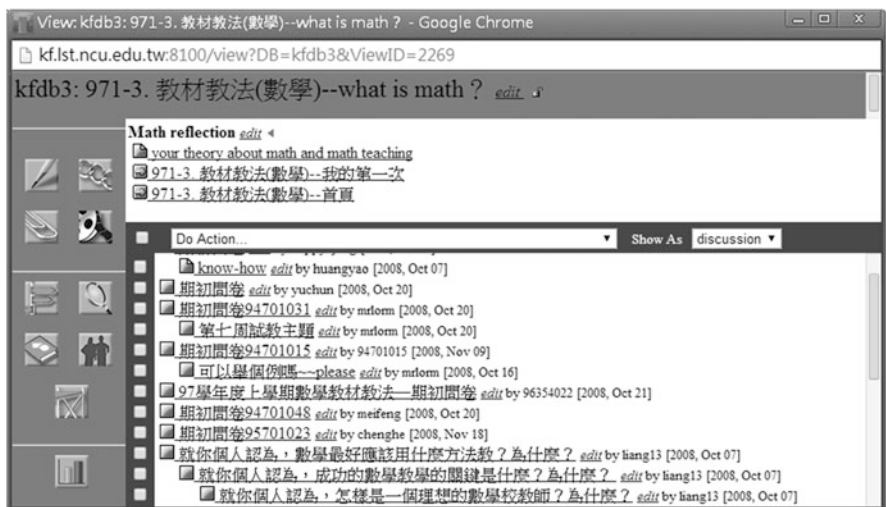 View: kfdb3: 971-3. 教材教法(數學)--what is math？ - Google Chrome
kf.lst.ncu.edu.tw:8100/view?DB=kfdb3&ViewID=2269
kfdb3: 971-3. 教材教法(數學)--what is math？ edit
Math reflection edit
your theory about math and math teaching
971-3. 教材教法(數學)--我的第一次
971-3. 教材教法(數學)--首頁
Do Action... Show As discussion
know-how edit by huangyao [2008, Oct 07]
期初問卷 edit by yuchun [2008, Oct 20]
期初問卷94701031 edit by mrlorm [2008, Oct 20]
第七周試教主題 edit by mrlorm [2008, Oct 20]
期初問卷94701015 edit by 94701015 [2008, Nov 09]
可以舉個例嗎~~please edit by mrlorm [2008, Oct 16]
97學年度上學期數學教材教法—期初問卷 edit by 96354022 [2008, Oct 21]
期初問卷94701048 edit by meifeng [2008, Oct 20]
期初問卷95701023 edit by chenghe [2008, Nov 18]
就你個人認為，數學最好應該用什麼方法教？為什麼？ edit by liang13 [2008, Oct 07]
就你個人認為，成功的數學教學的關鍵是什麼？為什麼？ edit by liang13 [2008, Oct 07]
就你個人認為，怎樣是一個理想的數學校教師？為什麼？ edit by liang13 [2008, Oct 07]